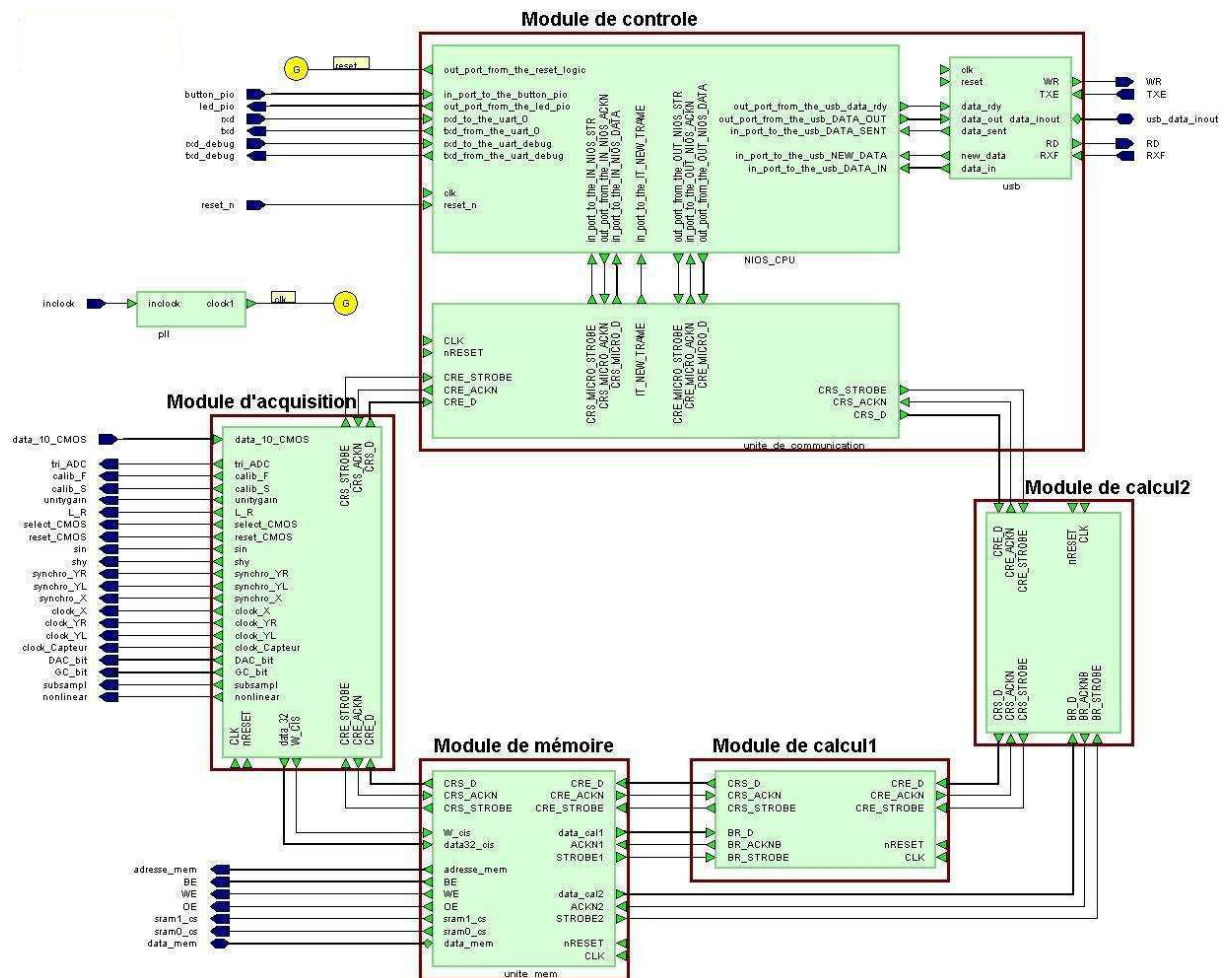 Module de controle
G
reset
out_port_from_the_reset_logic
button_pio
in_port_to_the_button_pio
led_pio
out_port_from_the_led_pio
rxd
rxd_to_the_uart_0
txd
txd_from_the_uart_0
rxd_debug
rxd_to_the_uart_debug
txd_debug
txd_from_the_uart_debug
clk
reset_n
reset_n
in_port_to_the_IN_NIOS_STR
out_port_from_the_IN_NIOS_ACKN
in_port_to_the_IN_NIOS_DATA
in_port_to_the_IT_NEW_TRAME
out_port_from_the_OUT_NIOS_STR
in_port_to_the_OUT_NIOS_ACKN
out_port_from_the_OUT_NIOS_DATA
out_port_from_the_usb_data_rdy
out_port_from_the_usb_DATA_OUT
in_port_to_the_usb_DATA_SENT
in_port_to_the_usb_NEW_DATA
in_port_to_the_usb_DATA_IN
NIOS_CPU
clk
reset
data_rdy
data_out
data_sent
new_data
data_in
WR
TXE
data_inout
RD
RXF
usb
WR
TXE
usb_data_inout
RD
RXF
inclock
inclock
clock1
pll
clk
G
CLK
nRESET
CRE_STROBE
CRE_ACKN
CRE_D
CRS_MICRO_STROBE
CRS_MICRO_ACKN
CRS_MICRO_D
IT_NEW_TRAME
CRE_MICRO_STROBE
CRE_MICRO_ACKN
CRE_MICRO_D
CRS_STROBE
CRS_ACKN
CRS_D
unite_de_communication
Module d'acquisition
data_10_CMOS
data_10_CMOS
CRS_STROBE
CRS_ACKN
CRS_D
tri_ADC
tri_ADC
calib_F
calib_F
calib_S
calib_S
unitygain
unitygain
L_R
L_R
select_CMOS
select_CMOS
reset_CMOS
reset_CMOS
sin
sin
shy
shy
synchro_YR
synchro_YR
synchro_YL
synchro_YL
synchro_X
synchro_X
clock_X
clock_X
clock_YR
clock_YR
clock_YL
clock_YL
clock_Capteur
clock_Capteur
DAC_bit
DAC_bit
GC_bit
GC_bit
subsampl
subsampl
nonlinear
nonlinear
CLK
nRESET
data_32
W_CIS
CRE_STROBE
CRE_ACKN
CRE_D
Module de calcul2
CRE_D
CRE_ACKN
CRE_STROBE
nRESET
CLK
CRS_D
CRS_ACKN
CRS_STROBE
BR_D
BR_ACKNB
BR_STROBE
Module de mémoire
CRS_D
CRS_ACKN
CRS_STROBE
W_cis
data32_cis
adresse_mem
adresse_mem
BE
BE
WE
WE
OE
OE
sram1_cs
sram1_cs
sram0_cs
sram0_cs
data_mem
data_mem
CRE_D
CRE_ACKN
CRE_STROBE
data_cal1
ACKN1
STROBE1
data_cal2
ACKN2
STROBE2
nRESET
CLK
unite_mem
Module de calcul1
CRS_D
CRS_ACKN
CRS_STROBE
BR_D
BR_ACKNB
BR_STROBE
CRE_D
CRE_ACKN
CRE_STROBE
nRESET
CLK